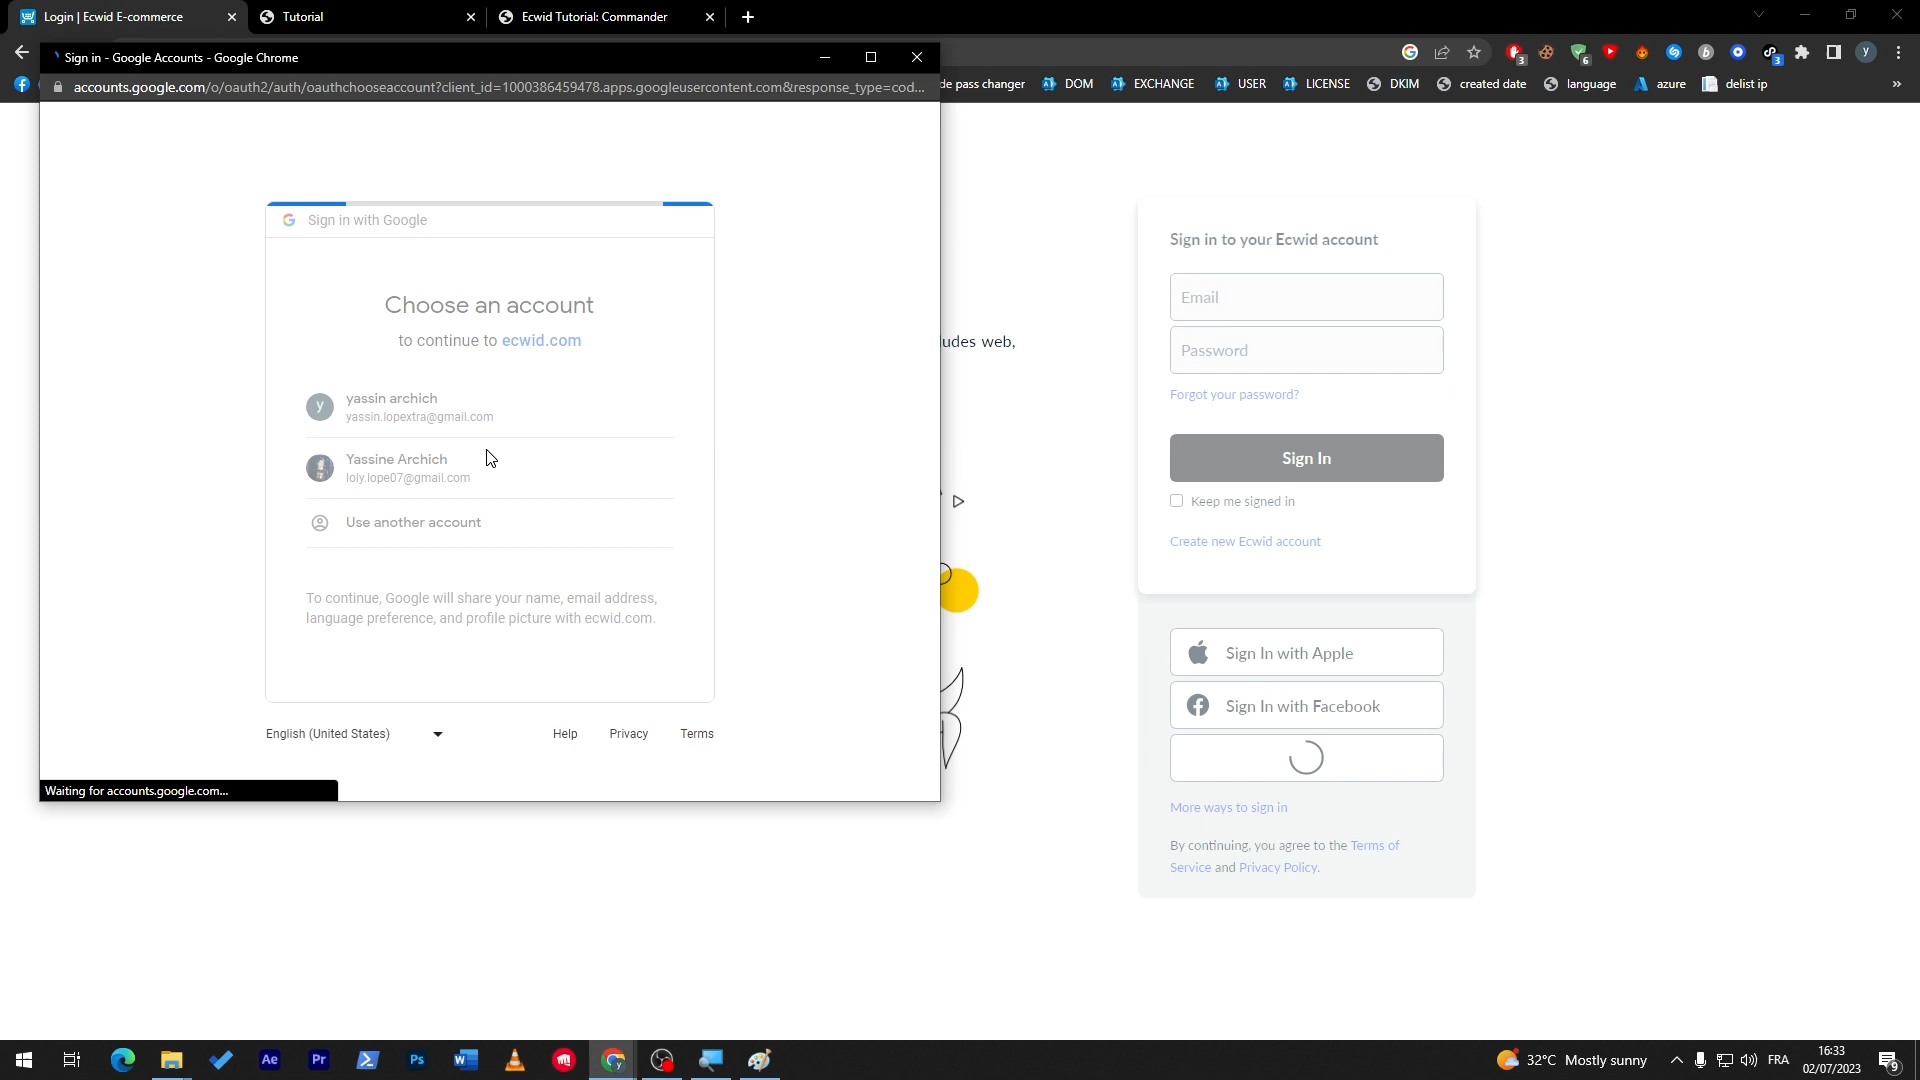 Login | Ecwid E-commerce
Tutorial
Ecwid Tutorial: Commander
Sign in - Google Accounts - Google Chrome
accounts.google.com/o/oauth2/auth/oauthchooseaccount?client_id=1000386459478.apps.googleusercontent.com&response_type=cod...
de pass changer
DOM
EXCHANGE
USER
LICENSE
DKIM
created date
language
azure
delist ip
Sign in with Google
Choose an account
to continue to ecwid.com
yassin archich
yassin.lopextra@gmail.com
Yassine Archich
loly.lope07@gmail.com
Use another account
To continue, Google will share your name, email address,
language preference, and profile picture with ecwid.com.
English (United States)
Help
Privacy
Terms
Waiting for accounts.google.com...
udes web,
Sign in to your Ecwid account
Email
Password
Forgot your password?
Sign In
Keep me signed in
Create new Ecwid account
Sign In with Apple
Sign In with Facebook
More ways to sign in
By continuing, you agree to the Terms of
Service and Privacy Policy.
32°C Mostly sunny
FRA
16:33
02/07/2023